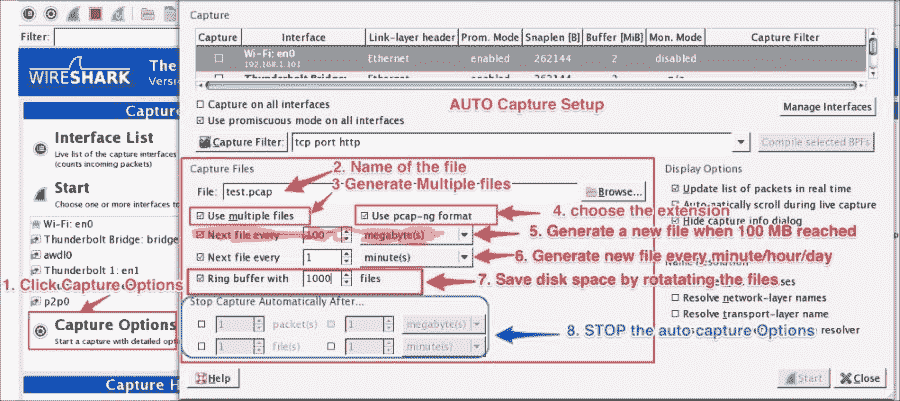 Capture
Filter:
WIRESHARK
The
Versio
Capture
Interface
Link-layer header
Prom. Mode
Snaplen [B]
Buffer [MiB]
Mon. Mode
Capture Filter
Wi-Fi: en0
192.168.1.101
Ethernet
enabled
262144
2
disabled
Thunderbolt Bridge:
Ethernet
enabled
262144
2
n/a
Capture on all interfaces
AUTO Capture Setup
Manage Interfaces
Use promiscuous mode on all interfaces
Capture Filter:
tcp port http
Compile selected BPFs
Capture
Interface List
Live list of the capture interfaces
(counts incoming packets)
Start
Choose one or more interfaces to
Wi-Fi: en0
Thunderbolt Bridge: bridge
awdl0
Thunderbolt 1: en1
1. Click Capture Options
p2p0
Capture Options
Start a capture with detailed opti
Capture H
Capture Files
2. Name of the file
File:
test.pcap
Browse...
3 Generate Multiple files
Use multiple files
Use pcap-ng format
4. choose the extension
Next file every
100
megabyte(s)
5. Generate a new file when 100 MB reached
Next file every
1
minute(s)
6. Generate new file every minute/hour/day
Ring buffer with
1000
files
7. Save disk space by rotatating the files
Stop Capture Automatically After...
1
packet(s)
1
megabyte(s)
1
file(s)
1
minute(s)
8. STOP the auto-capture Options
Display Options
Update list of packets in real time
Automatically scroll during live capture
Hide capture info dialog
Resolve network-layer names
Resolve transport-layer name
resolver
Help
Start
Close